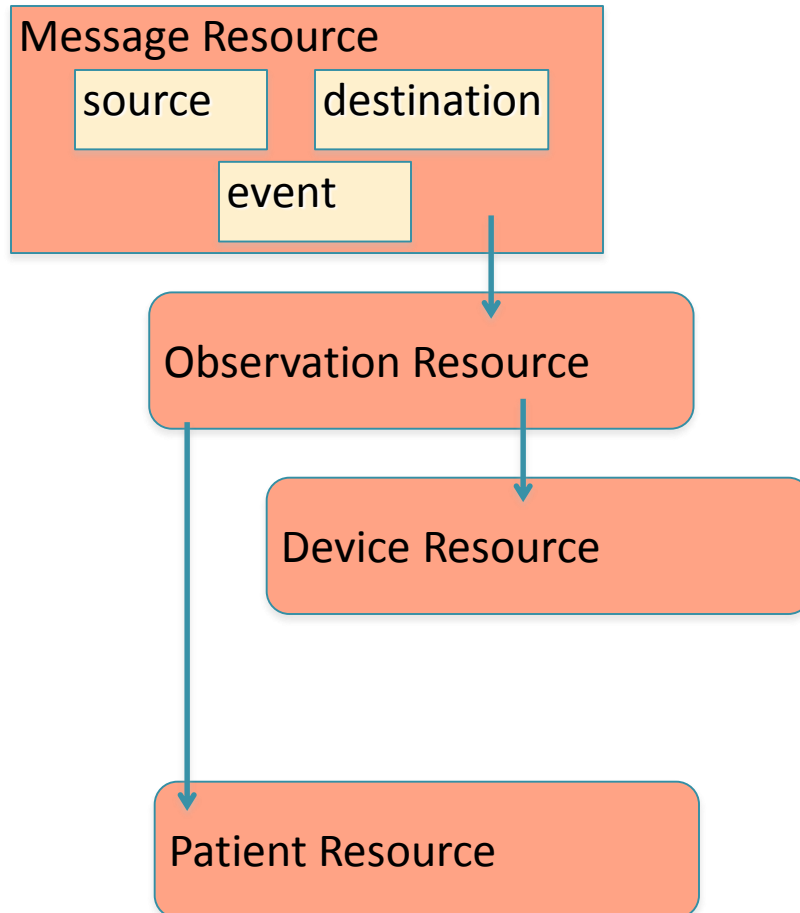 Message Resource
source
destination
event
Observation Resource
Device Resource
Patient Resource